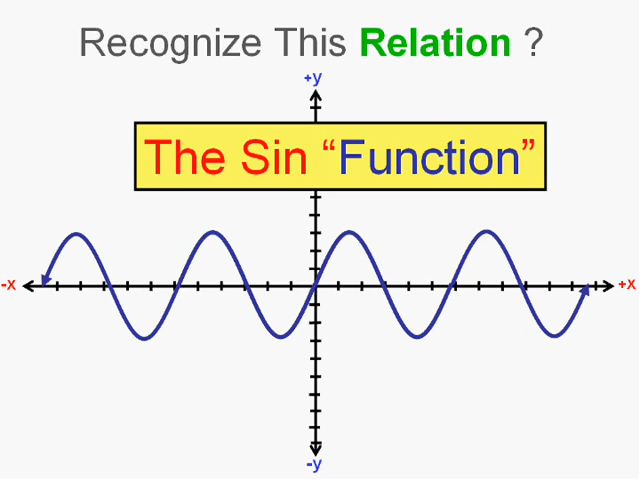 Recognize This Relation ?
+y
The Sin “Function”
-x
+x
-y